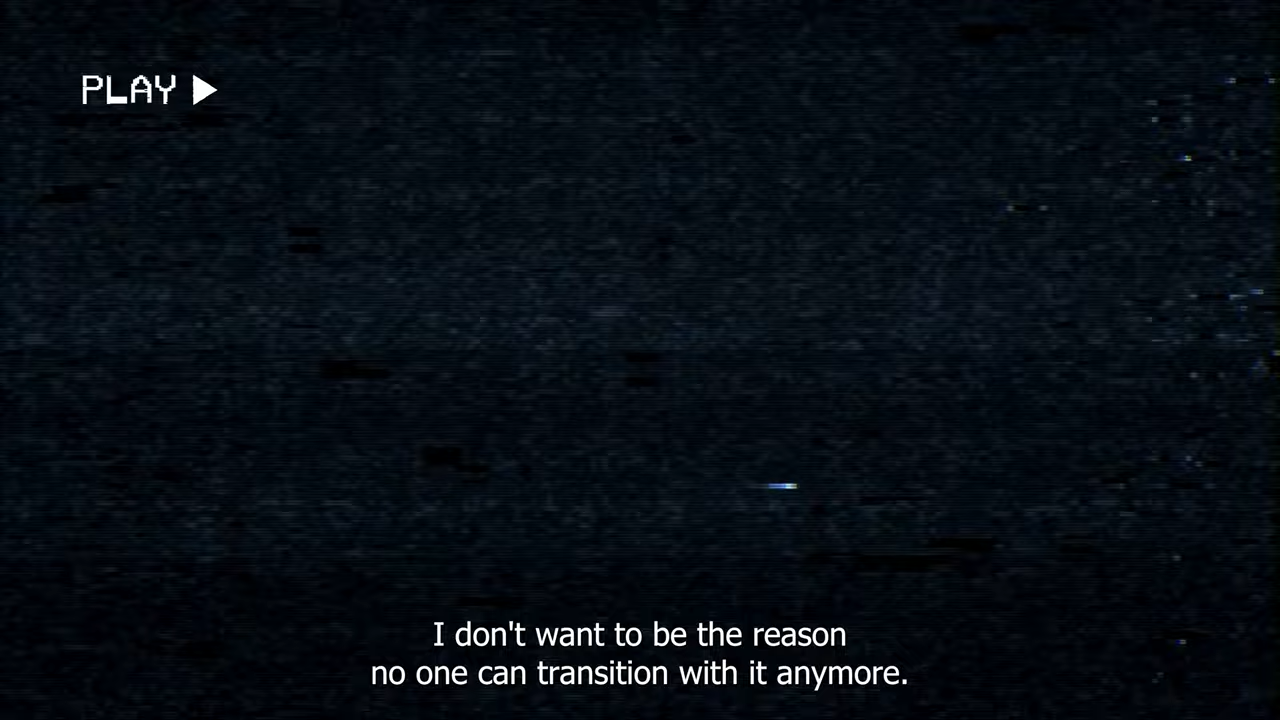 PLAY ▶
I don't want to be the reason
no one can transition with it anymore.